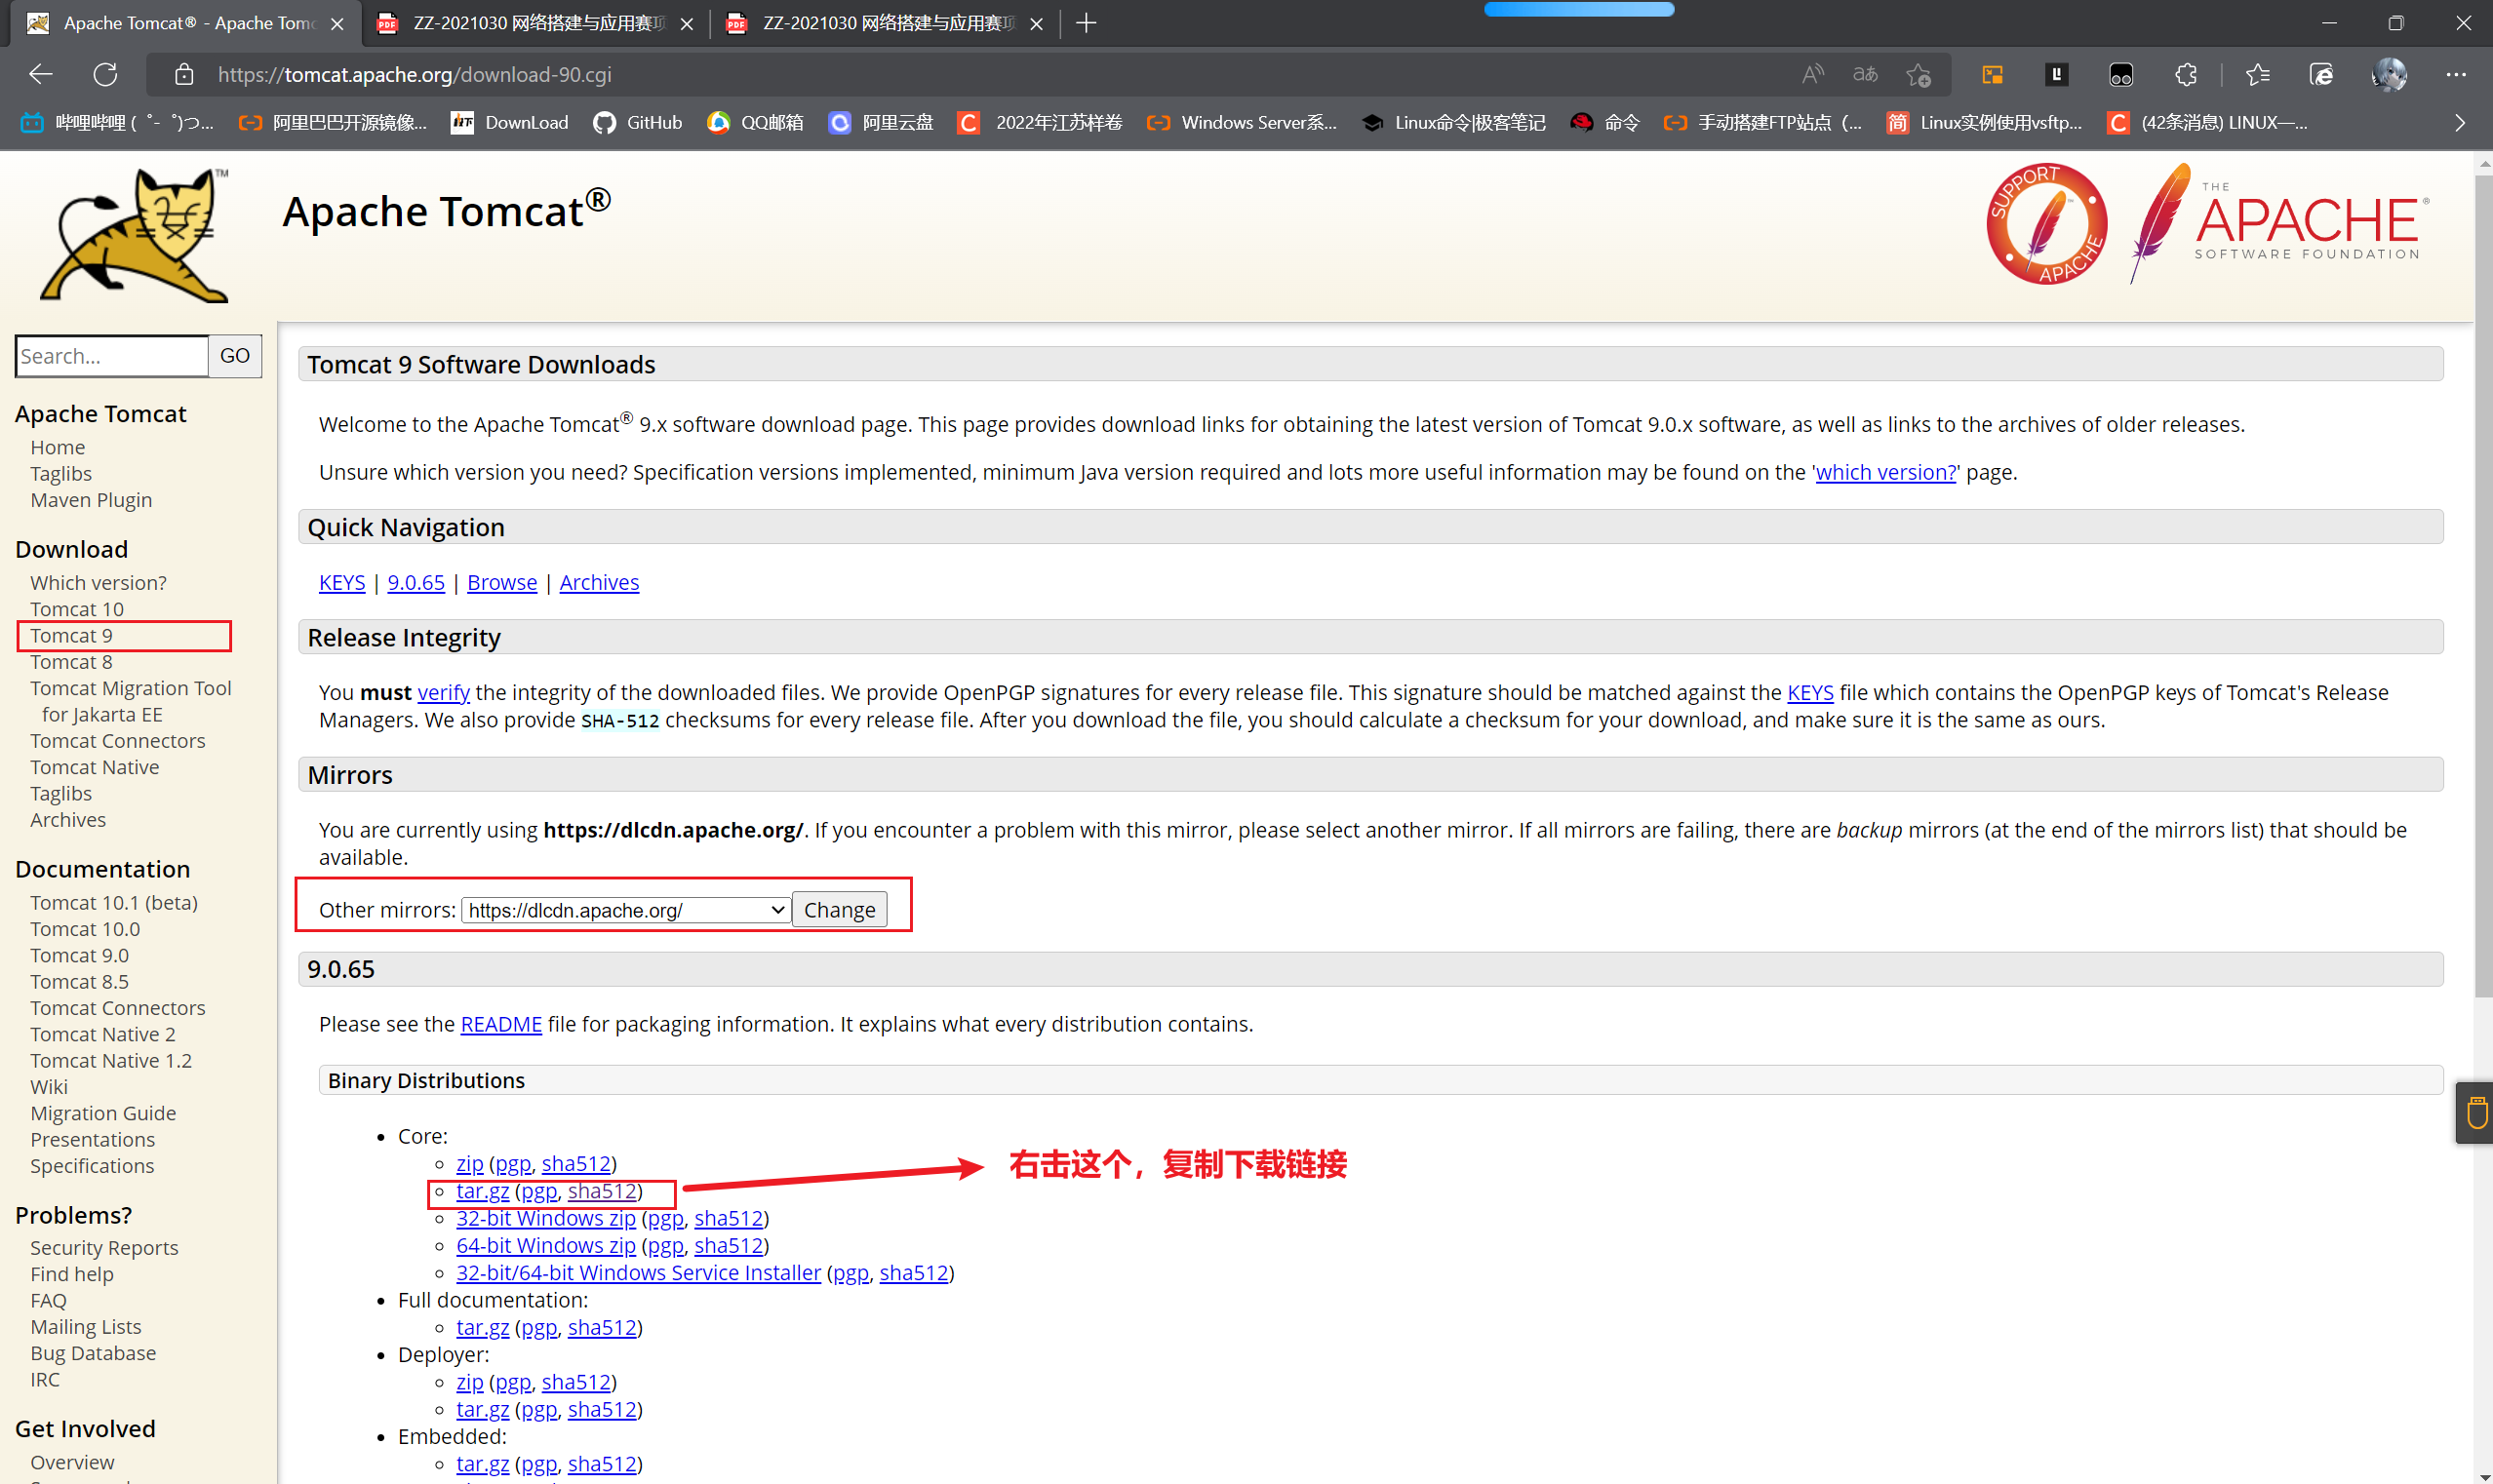 Apache Tomcat® - Apache Tomc
ZZ-2021030 网络搭建与应用赛项
ZZ-2021030 网络搭建与应用赛项
https://tomcat.apache.org/download-90.cgi
哔哩哔哩 (゜-゜)つ...
阿里巴巴开源镜像...
DownLoad
GitHub
QQ邮箱
阿里云盘
2022年江苏样卷
Windows Server系...
Linux命令|极客笔记
命令
手动搭建FTP站点（...
Linux实例使用vsftp...
(42条消息) LINUX—...
TM
Apache Tomcat®
SUPPORT APACHE
THE
APACHE®
SOFTWARE FOUNDATION
Search...
GO
Apache Tomcat
Home
Taglibs
Maven Plugin
Download
Which version?
Tomcat 10
Tomcat 9
Tomcat 8
Tomcat Migration Tool
for Jakarta EE
Tomcat Connectors
Tomcat Native
Taglibs
Archives
Documentation
Tomcat 10.1 (beta)
Tomcat 10.0
Tomcat 9.0
Tomcat 8.5
Tomcat Connectors
Tomcat Native 2
Tomcat Native 1.2
Wiki
Migration Guide
Presentations
Specifications
Problems?
Security Reports
Find help
FAQ
Mailing Lists
Bug Database
IRC
Get Involved
Overview
Tomcat 9 Software Downloads
Welcome to the Apache Tomcat® 9.x software download page. This page provides download links for obtaining the latest version of Tomcat 9.0.x software, as well as links to the archives of older releases.
Unsure which version you need? Specification versions implemented, minimum Java version required and lots more useful information may be found on the 'which version?' page.
Quick Navigation
KEYS | 9.0.65 | Browse | Archives
Release Integrity
You must verify the integrity of the downloaded files. We provide OpenPGP signatures for every release file. This signature should be matched against the KEYS file which contains the OpenPGP keys of Tomcat's Release
Managers. We also provide SHA-512 checksums for every release file. After you download the file, you should calculate a checksum for your download, and make sure it is the same as ours.
Mirrors
You are currently using https://dlcdn.apache.org/. If you encounter a problem with this mirror, please select another mirror. If all mirrors are failing, there are backup mirrors (at the end of the mirrors list) that should be
available.
Other mirrors: https://dlcdn.apache.org/ Change
9.0.65
Please see the README file for packaging information. It explains what every distribution contains.
Binary Distributions
Core:
zip (pgp, sha512)
右击这个，复制下载链接
tar.gz (pgp, sha512)
32-bit Windows zip (pgp, sha512)
64-bit Windows zip (pgp, sha512)
32-bit/64-bit Windows Service Installer (pgp, sha512)
Full documentation:
tar.gz (pgp, sha512)
Deployer:
zip (pgp, sha512)
tar.gz (pgp, sha512)
Embedded:
tar.gz (pgp, sha512)